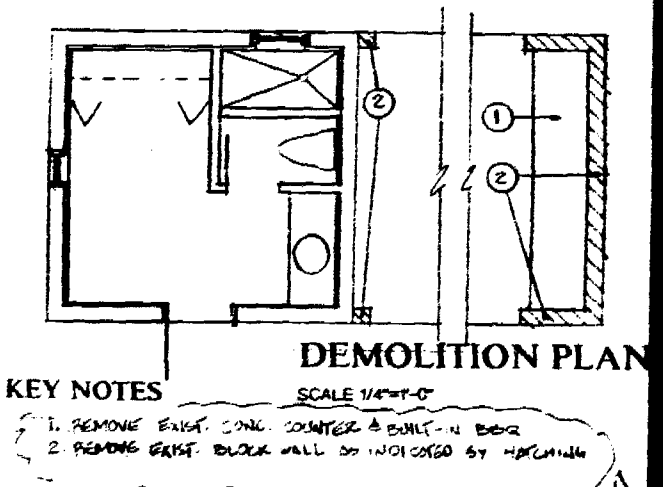 2
1
2
DEMOLITION PLAN
SCALE 1/4"=1'-0"
KEY NOTES
1. REMOVE EXIST. CONC. COUNTER & BUILT-IN BBQ
2. REMOVE EXIST. BLOCK WALL AS INDICATED BY HATCHING